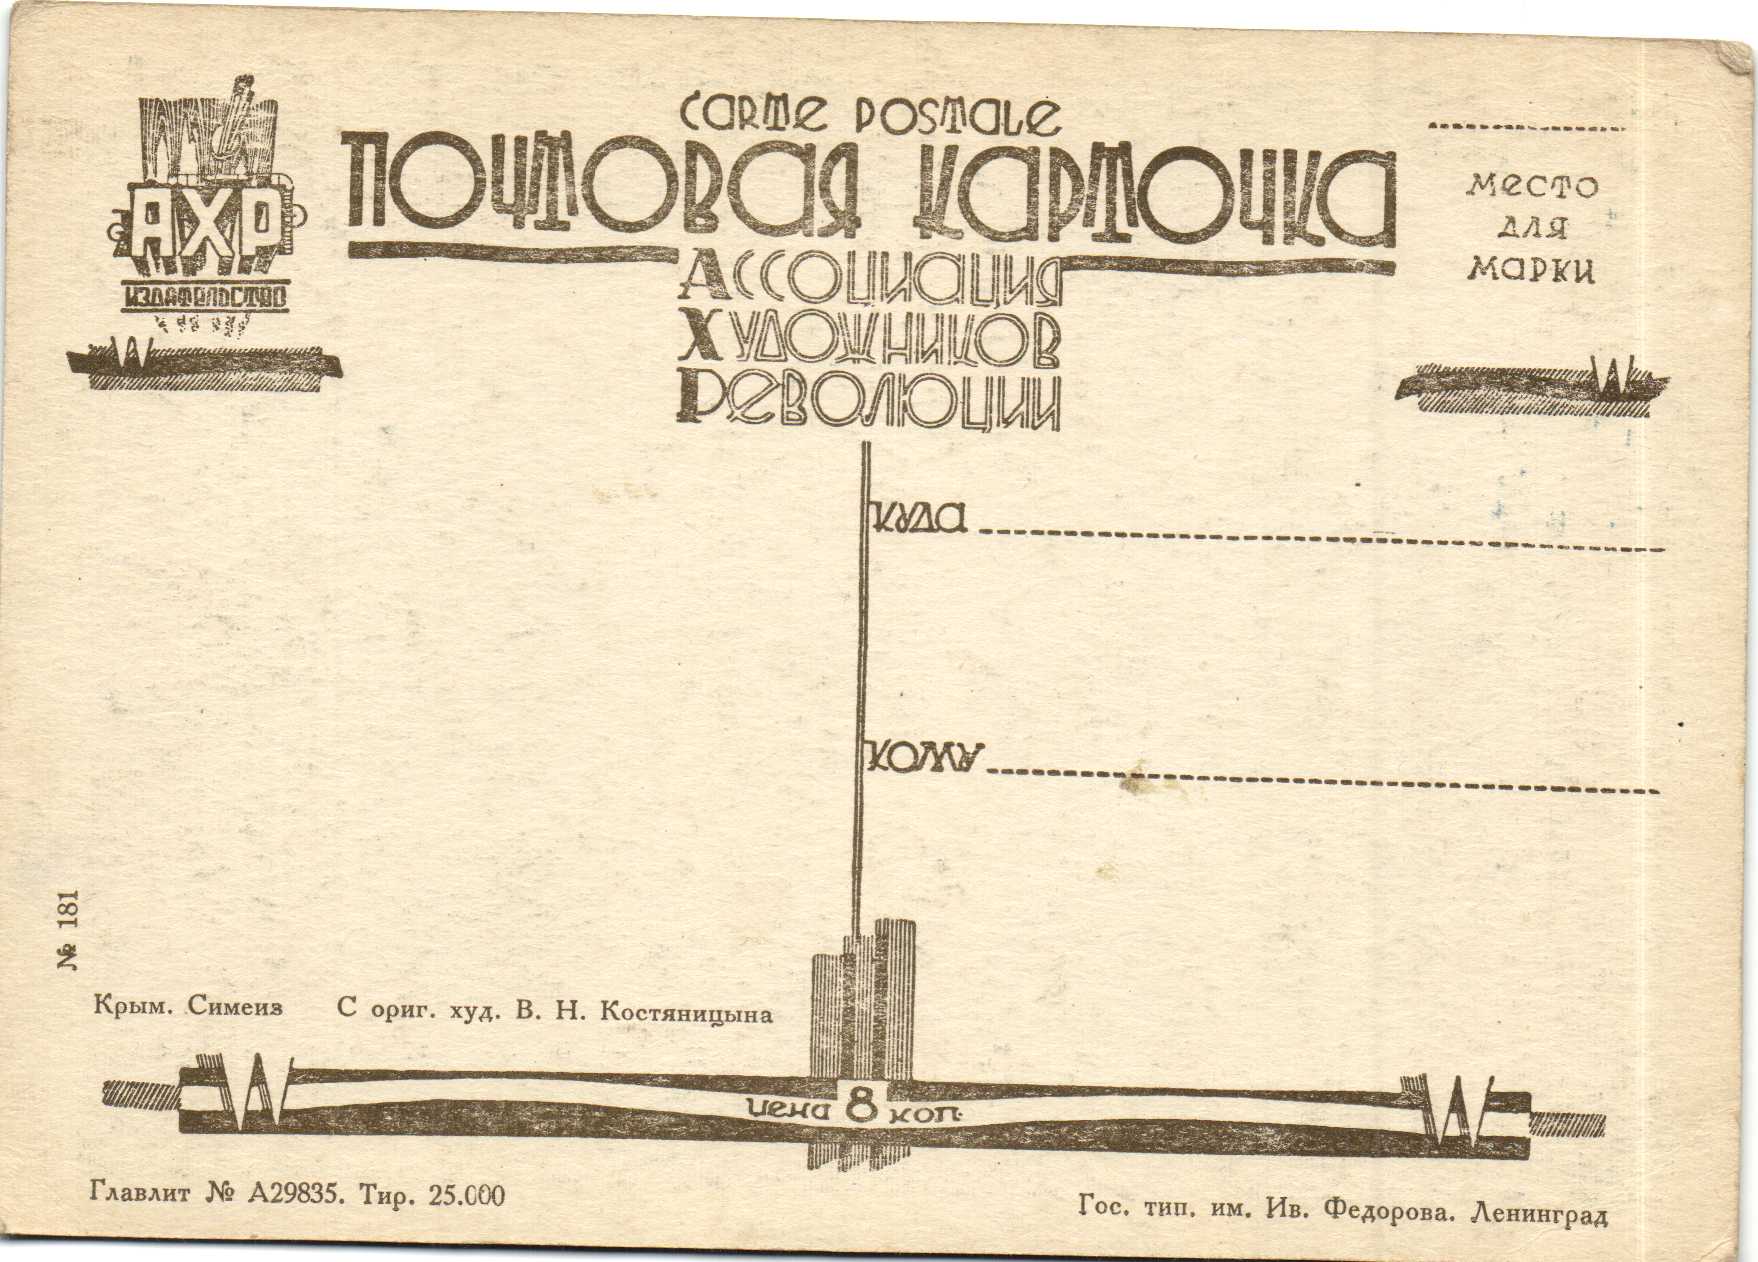 CARTE POSTALE
ПОЧТОВАЯ КАРТОЧКА
АХР
ИЗДАТЕЛЬСТВО
АССОЦИАЦИЯ
ХУДОЖНИКОВ
РЕВОЛЮЦИИ
МЕСТО
ДЛЯ
МАРКИ
КУДА
КОМУ
№ 181
Крым. Симеиз С ориг. худ. В. Н. Костяницына
цена 8 коп.
Главлит № А29835. Тир. 25.000
Гос. тип. им. Ив. Федорова. Ленинград